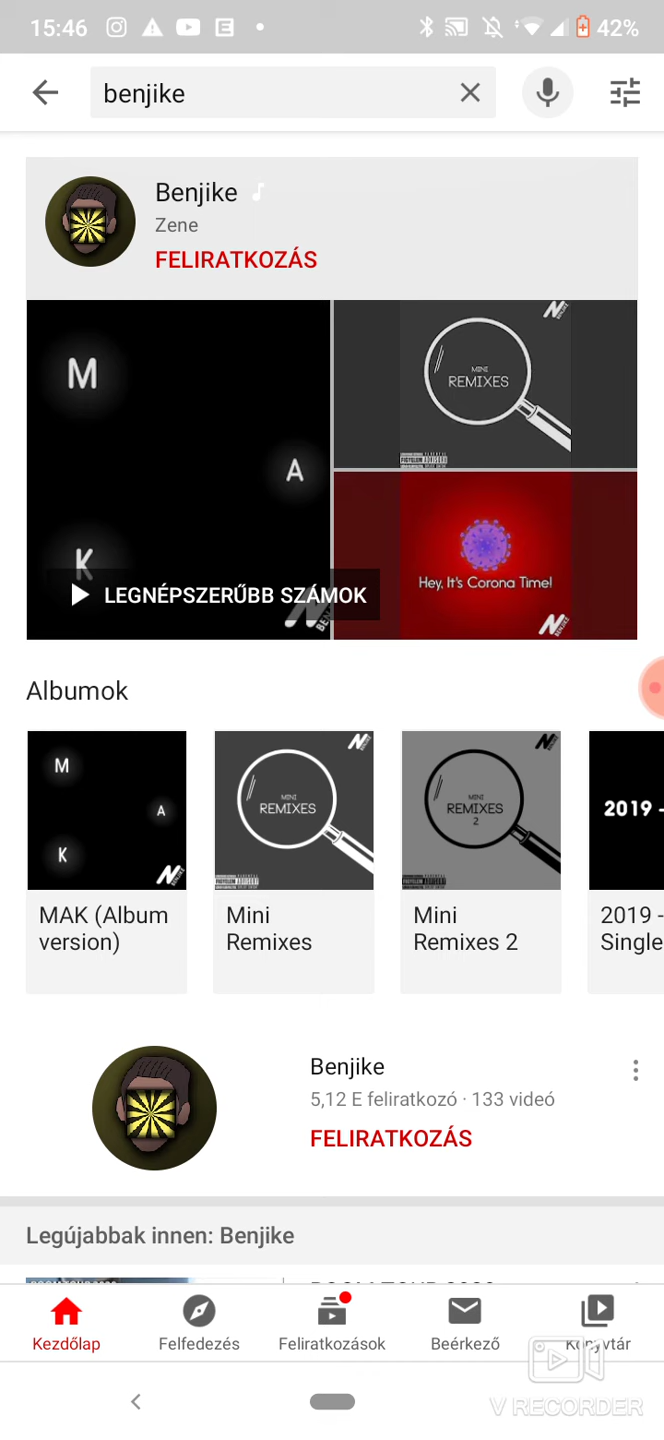 15:46
42%
benjike
Benjike
Zene
FELIRATKOZÁS
M
A
K
MINI
REMIXES
Hey, It's Corona Time!
LEGNÉPSZERŰBB SZÁMOK
Albumok
M
A
K
MINI
REMIXES
MINI
REMIXES
2
2019 -
MAK (Album
version)
Mini
Remixes
Mini
Remixes 2
2019 -
Single
Benjike
5,12 E feliratkozó · 133 videó
FELIRATKOZÁS
Legújabbak innen: Benjike
Kezdőlap
Felfedezés
Feliratkozások
Beérkező
Könyvtár
V RECORDER